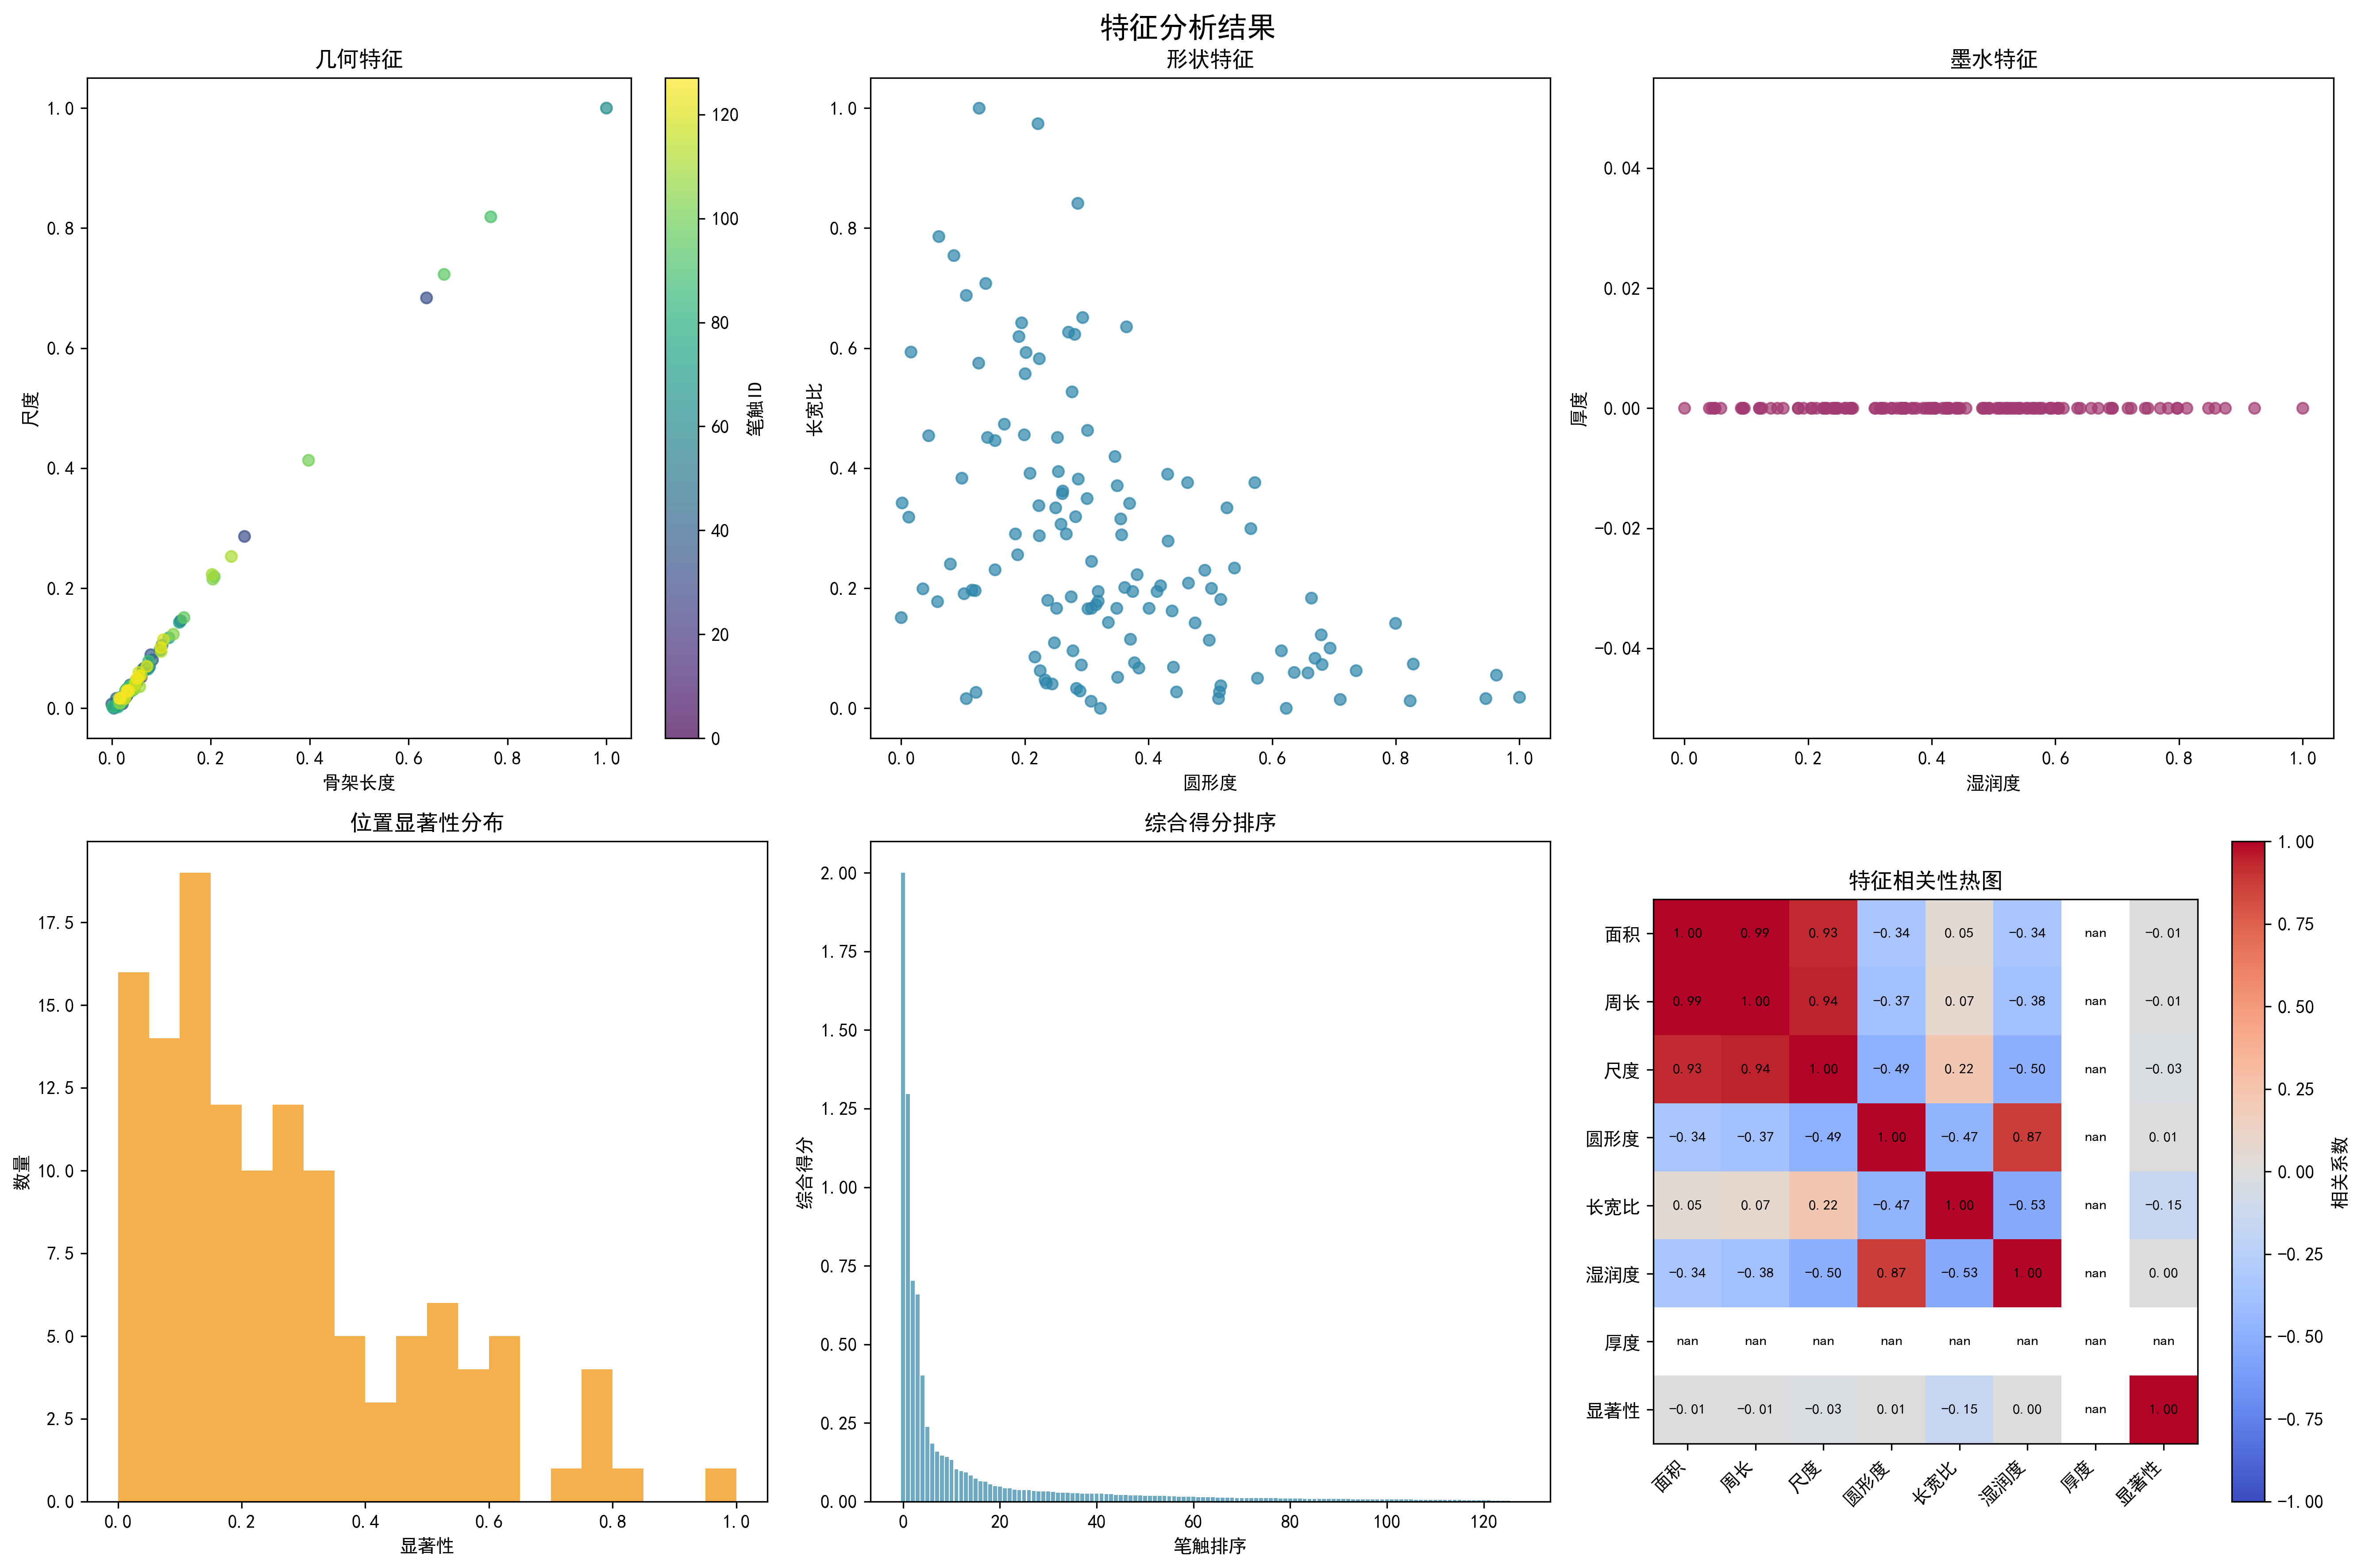 特征分析结果
几何特征
1.0
0.8
0.6
0.4
0.2
0.0
尺度
0.0 0.2 0.4 0.6 0.8 1.0
骨架长度
120
100
80
60
40
20
0
笔触ID
形状特征
1.0
0.8
0.6
0.4
0.2
0.0
长宽比
0.0 0.2 0.4 0.6 0.8 1.0
圆形度
墨水特征
0.04
0.02
0.00
-0.02
-0.04
厚度
0.0 0.2 0.4 0.6 0.8 1.0
湿润度
位置显著性分布
17.5
15.0
12.5
10.0
7.5
5.0
2.5
0.0
数量
0.0 0.2 0.4 0.6 0.8 1.0
显著性
综合得分排序
2.00
1.75
1.50
1.25
1.00
0.75
0.50
0.25
0.00
综合得分
0 20 40 60 80 100 120
笔触排序
特征相关性热图
面积 1.00 0.99 0.93 -0.34 0.05 -0.34 nan -0.01
周长 0.99 1.00 0.94 -0.37 0.07 -0.38 nan -0.01
尺度 0.93 0.94 1.00 -0.49 0.22 -0.50 nan -0.03
圆形度 -0.34 -0.37 -0.49 1.00 -0.47 0.87 nan 0.01
长宽比 0.05 0.07 0.22 -0.47 1.00 -0.53 nan -0.15
湿润度 -0.34 -0.38 -0.50 0.87 -0.53 1.00 nan 0.00
厚度 nan nan nan nan nan nan nan nan
显著性 -0.01 -0.01 -0.03 0.01 -0.15 0.00 nan 1.00
面积 周长 尺度 圆形度 长宽比 湿润度 厚度 显著性
1.00
0.75
0.50
0.25
0.00
-0.25
-0.50
-0.75
-1.00
相关系数